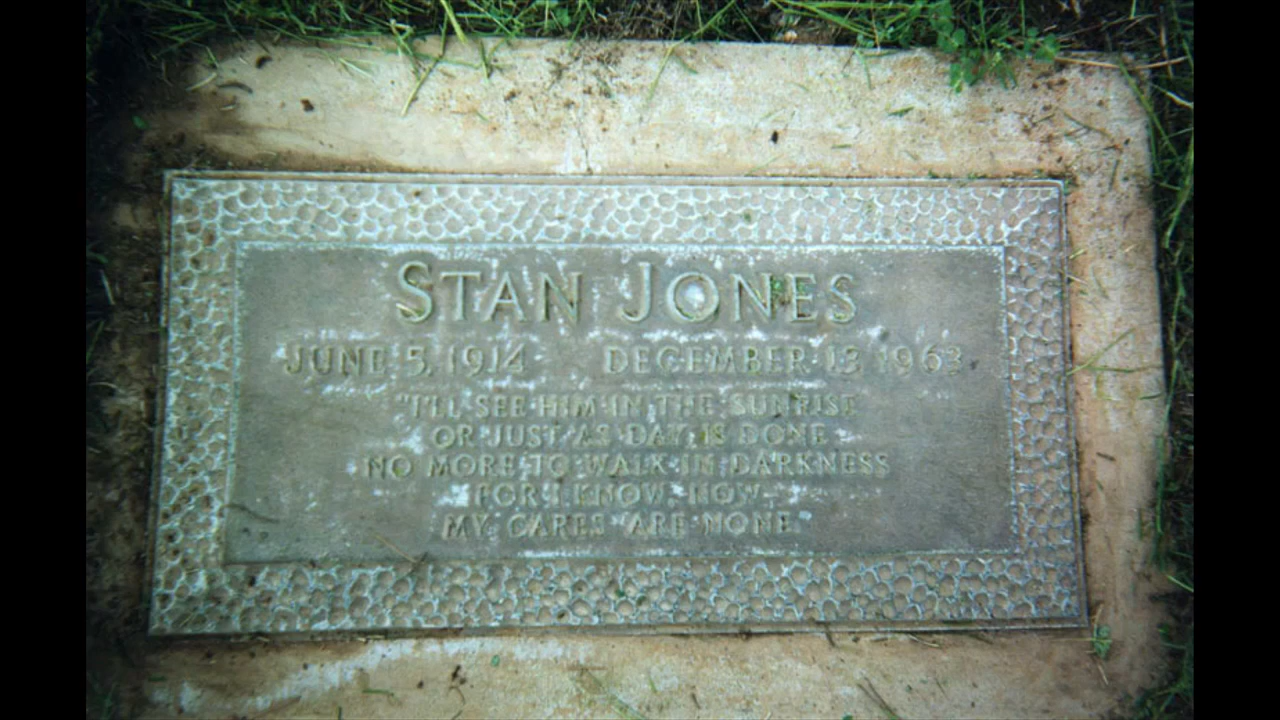 STAN JONES
JUNE 5, 1914 DECEMBER 13 1963
"I'LL SEE HIM IN THE SUNRISE
OR JUST AS DAY IS DONE
NO MORE TO WALK IN DARKNESS
FOR I KNOW NOW
MY CARES ARE NONE"